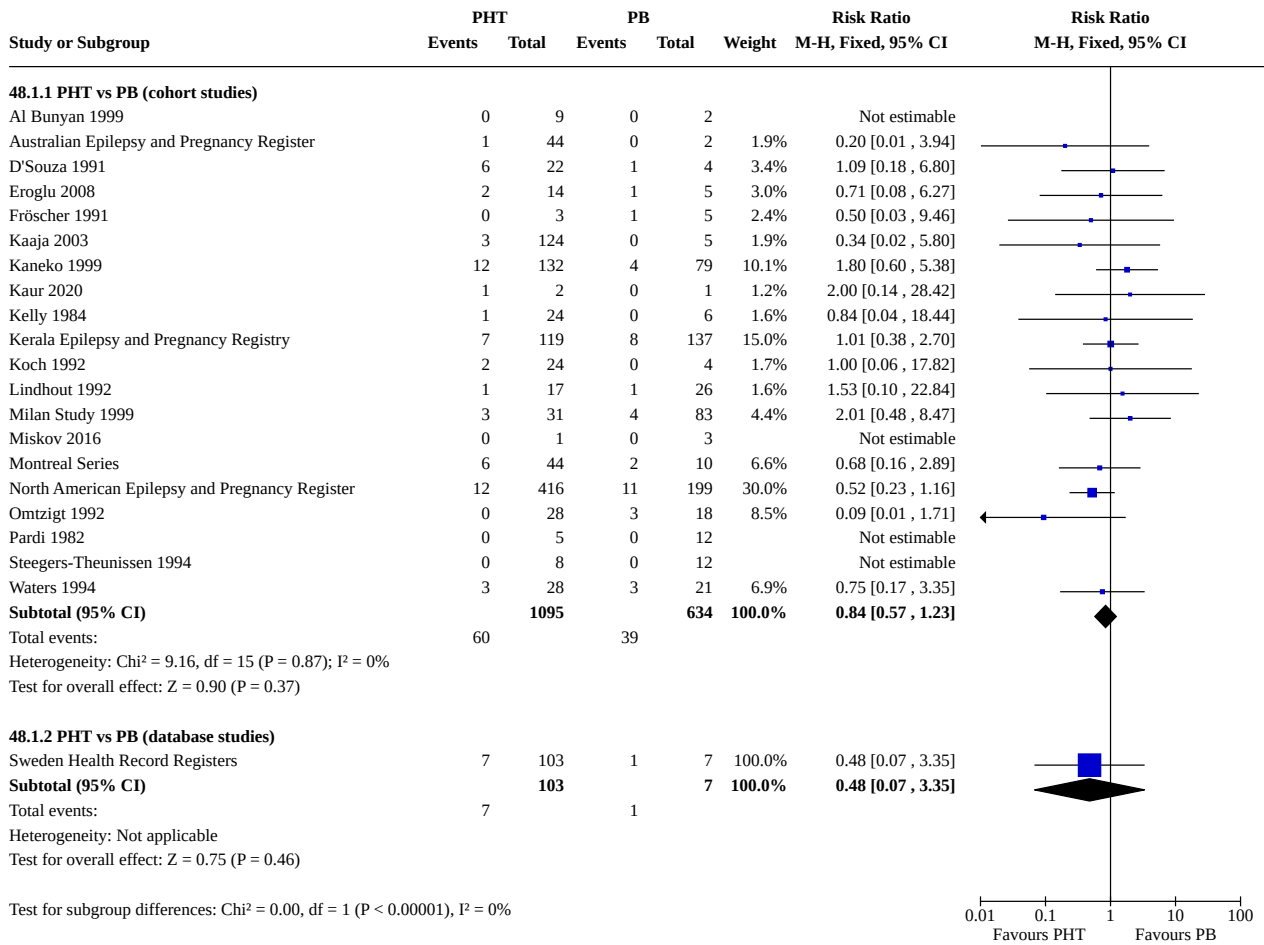 PHT PB Risk Ratio Risk Ratio
Study or Subgroup Events Total Events Total Weight M-H, Fixed, 95% CI M-H, Fixed, 95% CI
48.1.1 PHT vs PB (cohort studies)
Al Bunyan 1999 0 9 0 2 Not estimable
Australian Epilepsy and Pregnancy Register 1 44 0 2 1.9% 0.20 [0.01 , 3.94]
D'Souza 1991 6 22 1 4 3.4% 1.09 [0.18 , 6.80]
Eroglu 2008 2 14 1 5 3.0% 0.71 [0.08 , 6.27]
Fröscher 1991 0 3 1 5 2.4% 0.50 [0.03 , 9.46]
Kaaja 2003 3 124 0 5 1.9% 0.34 [0.02 , 5.80]
Kaneko 1999 12 132 4 79 10.1% 1.80 [0.60 , 5.38]
Kaur 2020 1 2 0 1 1.2% 2.00 [0.14 , 28.42]
Kelly 1984 1 24 0 6 1.6% 0.84 [0.04 , 18.44]
Kerala Epilepsy and Pregnancy Registry 7 119 8 137 15.0% 1.01 [0.38 , 2.70]
Koch 1992 2 24 0 4 1.7% 1.00 [0.06 , 17.82]
Lindhout 1992 1 17 1 26 1.6% 1.53 [0.10 , 22.84]
Milan Study 1999 3 31 4 83 4.4% 2.01 [0.48 , 8.47]
Miskov 2016 0 1 0 3 Not estimable
Montreal Series 6 44 2 10 6.6% 0.68 [0.16 , 2.89]
North American Epilepsy and Pregnancy Register 12 416 11 199 30.0% 0.52 [0.23 , 1.16]
Omtzigt 1992 0 28 3 18 8.5% 0.09 [0.01 , 1.71]
Pardi 1982 0 5 0 12 Not estimable
Steegers-Theunissen 1994 0 8 0 12 Not estimable
Waters 1994 3 28 3 21 6.9% 0.75 [0.17 , 3.35]
Subtotal (95% CI) 1095 634 100.0% 0.84 [0.57 , 1.23]
Total events: 60 39
Heterogeneity: Chi² = 9.16, df = 15 (P = 0.87); I² = 0%
Test for overall effect: Z = 0.90 (P = 0.37)
48.1.2 PHT vs PB (database studies)
Sweden Health Record Registers 7 103 1 7 100.0% 0.48 [0.07 , 3.35]
Subtotal (95% CI) 103 7 100.0% 0.48 [0.07 , 3.35]
Total events: 7 1
Heterogeneity: Not applicable
Test for overall effect: Z = 0.75 (P = 0.46)
Test for subgroup differences: Chi² = 0.00, df = 1 (P < 0.00001), I² = 0%
0.01 0.1 1 10 100
Favours PHT Favours PB